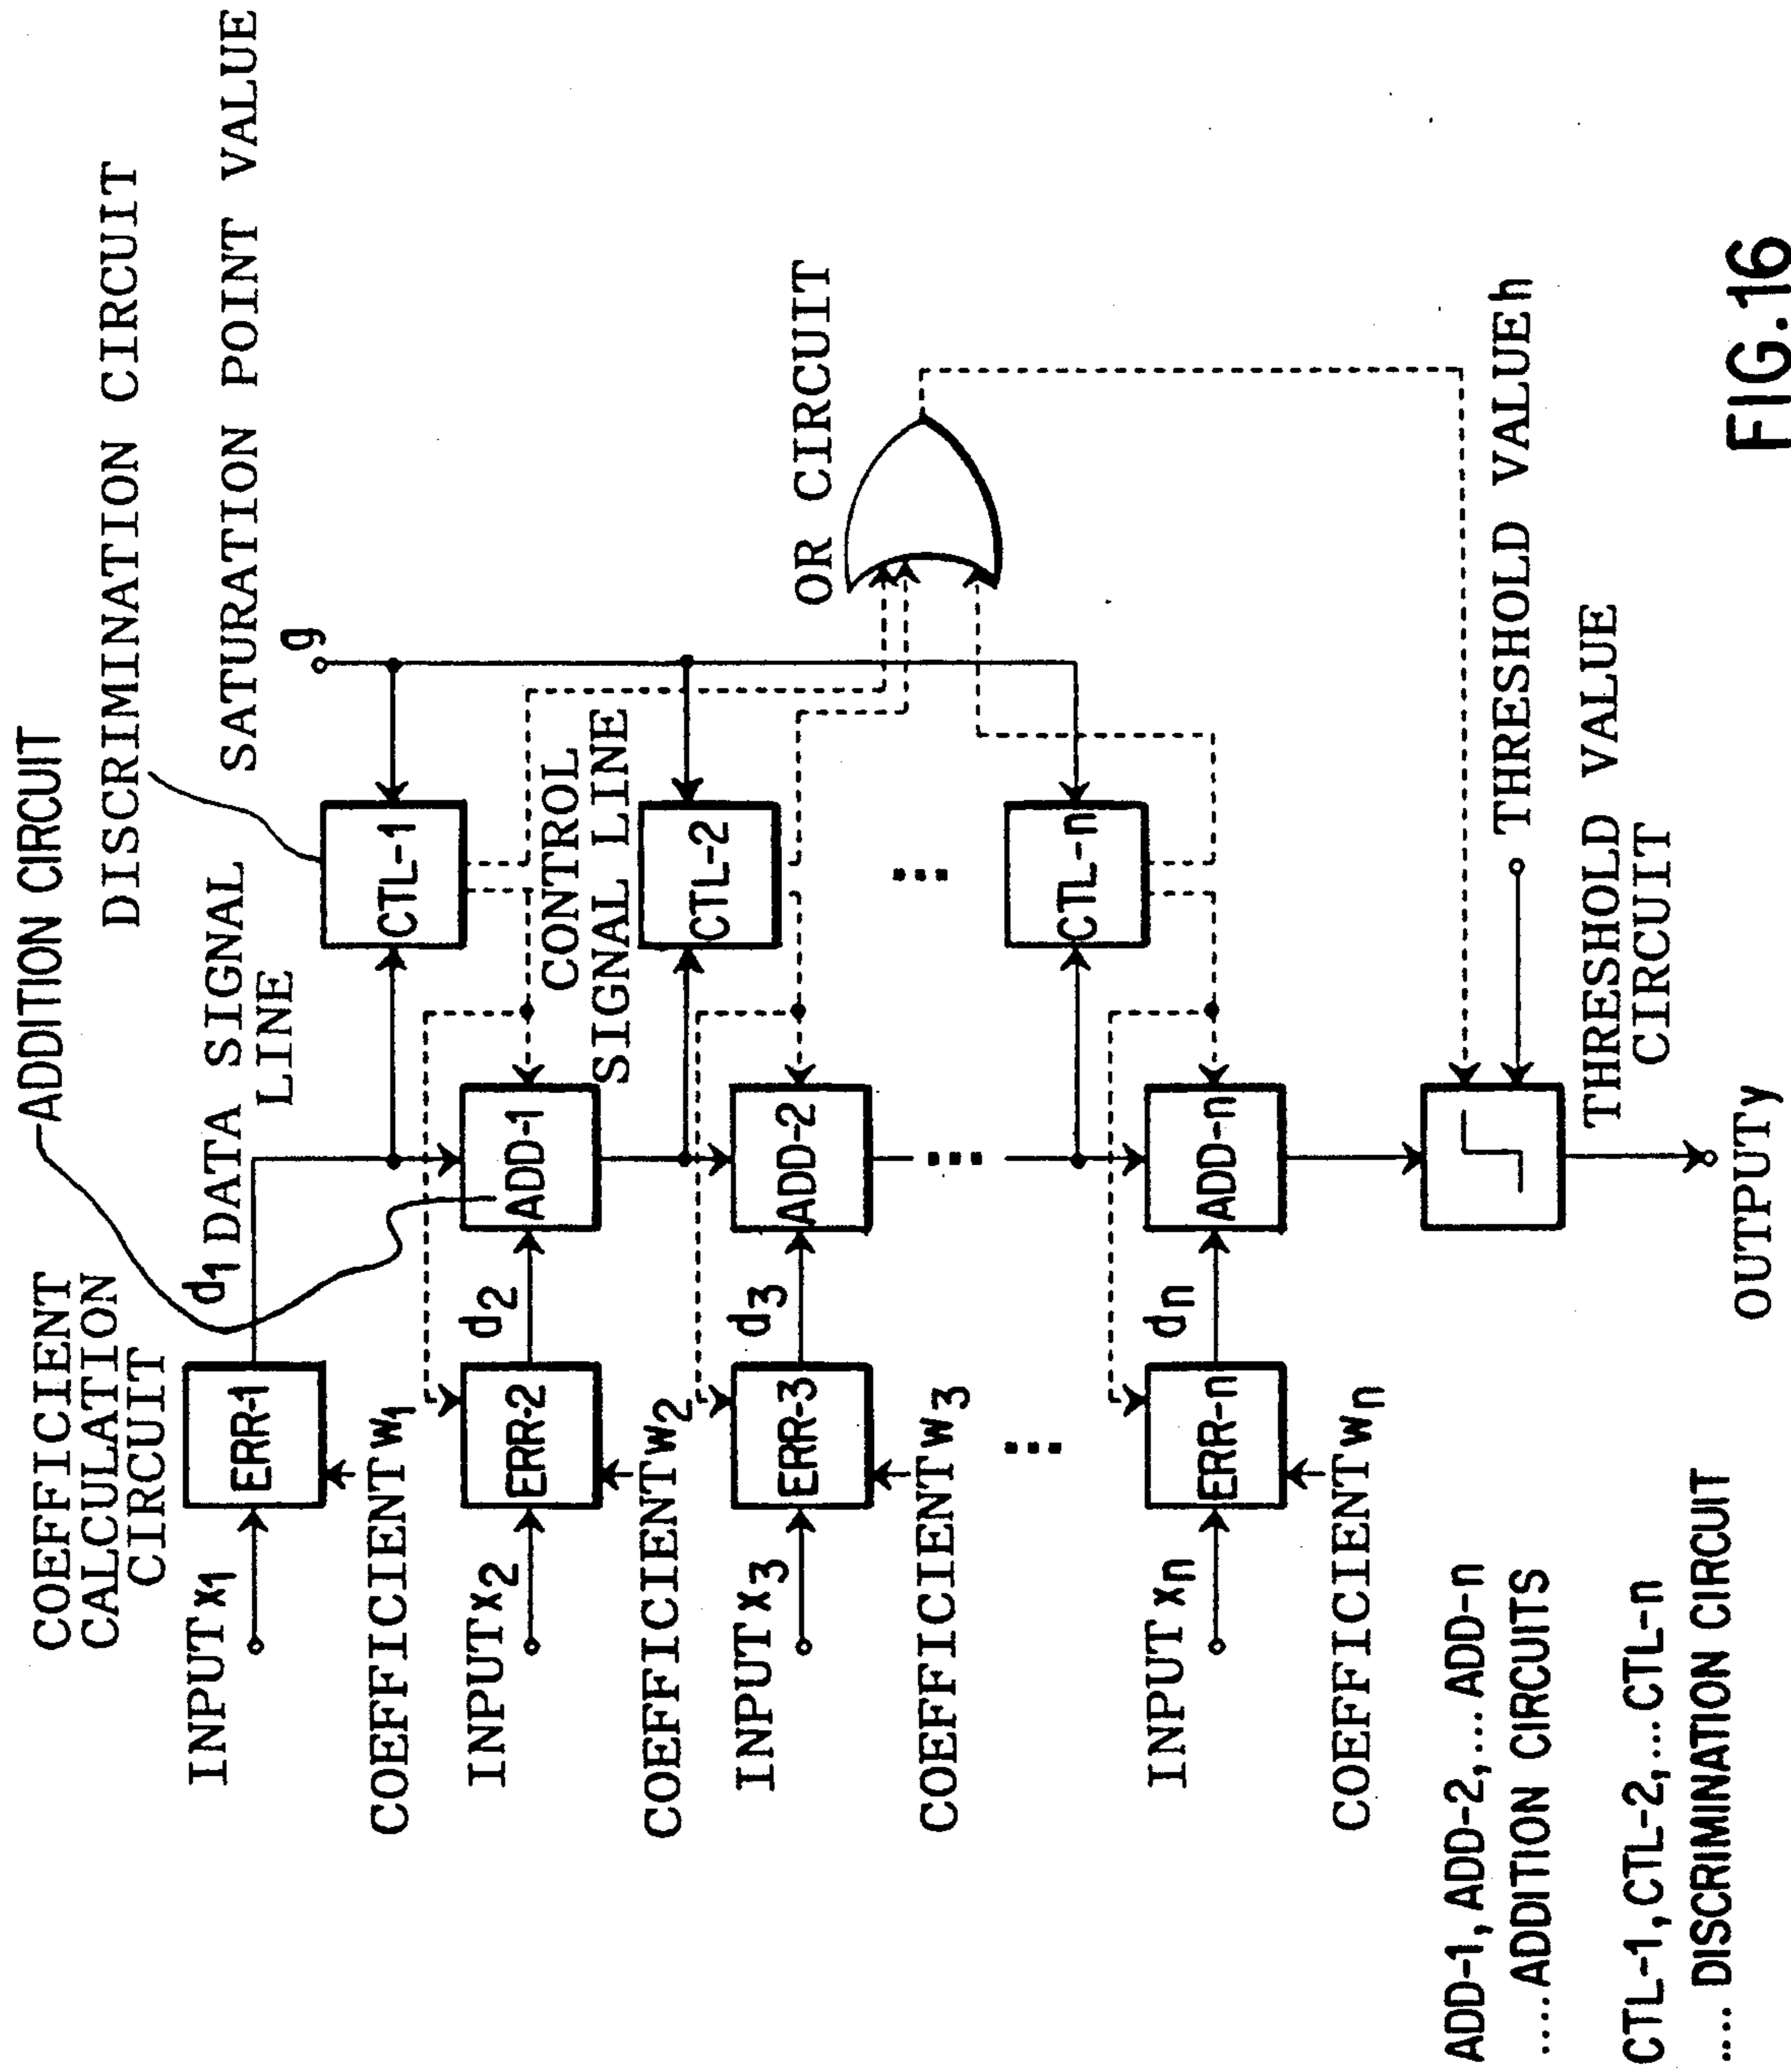 ADDITION CIRCUIT
DISCRIMINATION CIRCUIT
SATURATION POINT VALUE
g
COEFFICIENT
CALCULATION
CIRCUIT
d1 DATA SIGNAL
LINE
INPUT x1
ERR-1
CTL-1
COEFFICIENT w1
CONTROL
SIGNAL LINE
INPUT x2
ERR-2
d2
ADD-1
CTL-2
OR CIRCUIT
COEFFICIENT w2
INPUT x3
ERR-3
d3
ADD-2
COEFFICIENT w3
...
...
...
INPUT xn
ERR-n
dn
ADD-n
CTL-n
COEFFICIENT wn
THRESHOLD VALUE h
THRESHOLD VALUE
CIRCUIT
OUTPUT y
ADD-1, ADD-2,... ADD-n
....ADDITION CIRCUITS
CTL-1, CTL-2,... CTL-n
.... DISCRIMINATION CIRCUIT
FIG.16